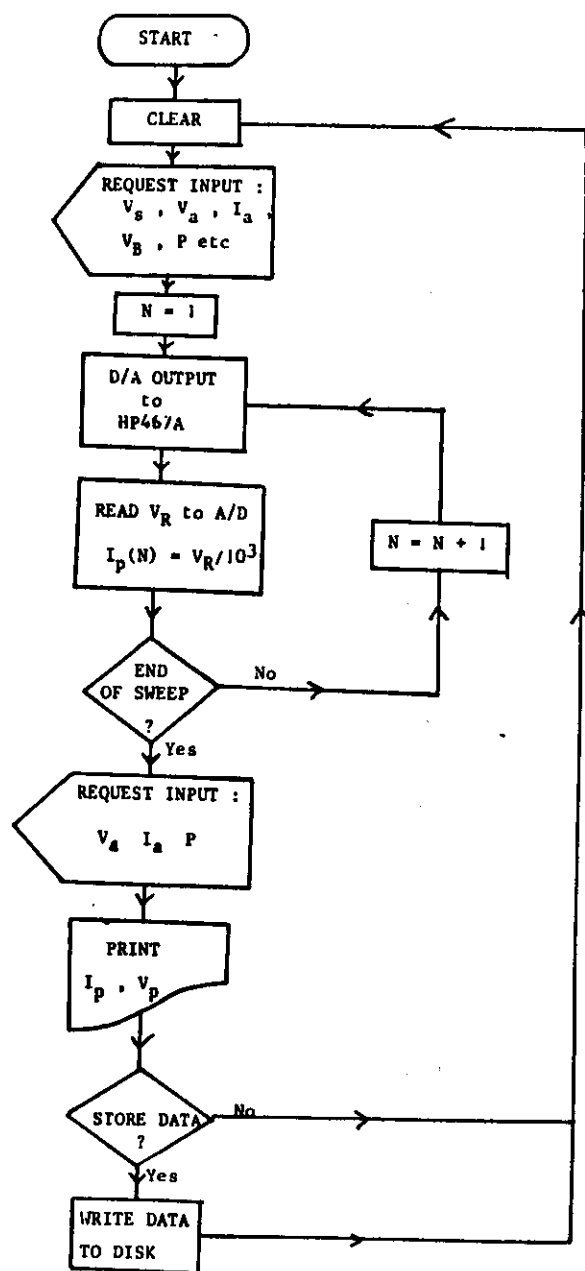 START
CLEAR
REQUEST INPUT :
V_s , V_a , I_a ,
V_B , P etc
N = 1
D/A OUTPUT
to
HP467A
READ V_R to A/D
I_p(N) = V_R/10^3
N = N + 1
END
OF SWEEP
?
No
Yes
REQUEST INPUT :
V_a I_a P
PRINT
I_p , V_p
STORE DATA
?
No
Yes
WRITE DATA
TO DISK